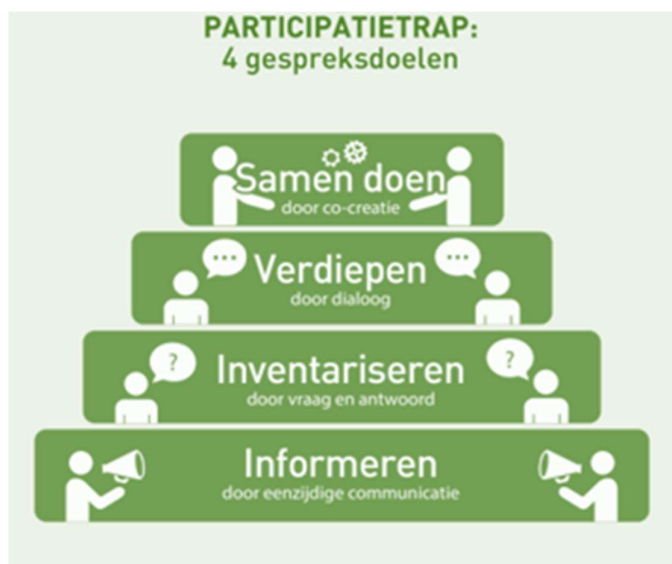 PARTICIPATIETRAP:
4 gespreksdoelen
Samen doen
door co-creatie
Verdiepen
door dialoog
? ?
Inventariseren
door vraag en antwoord
Informeren
door eenzijdige communicatie